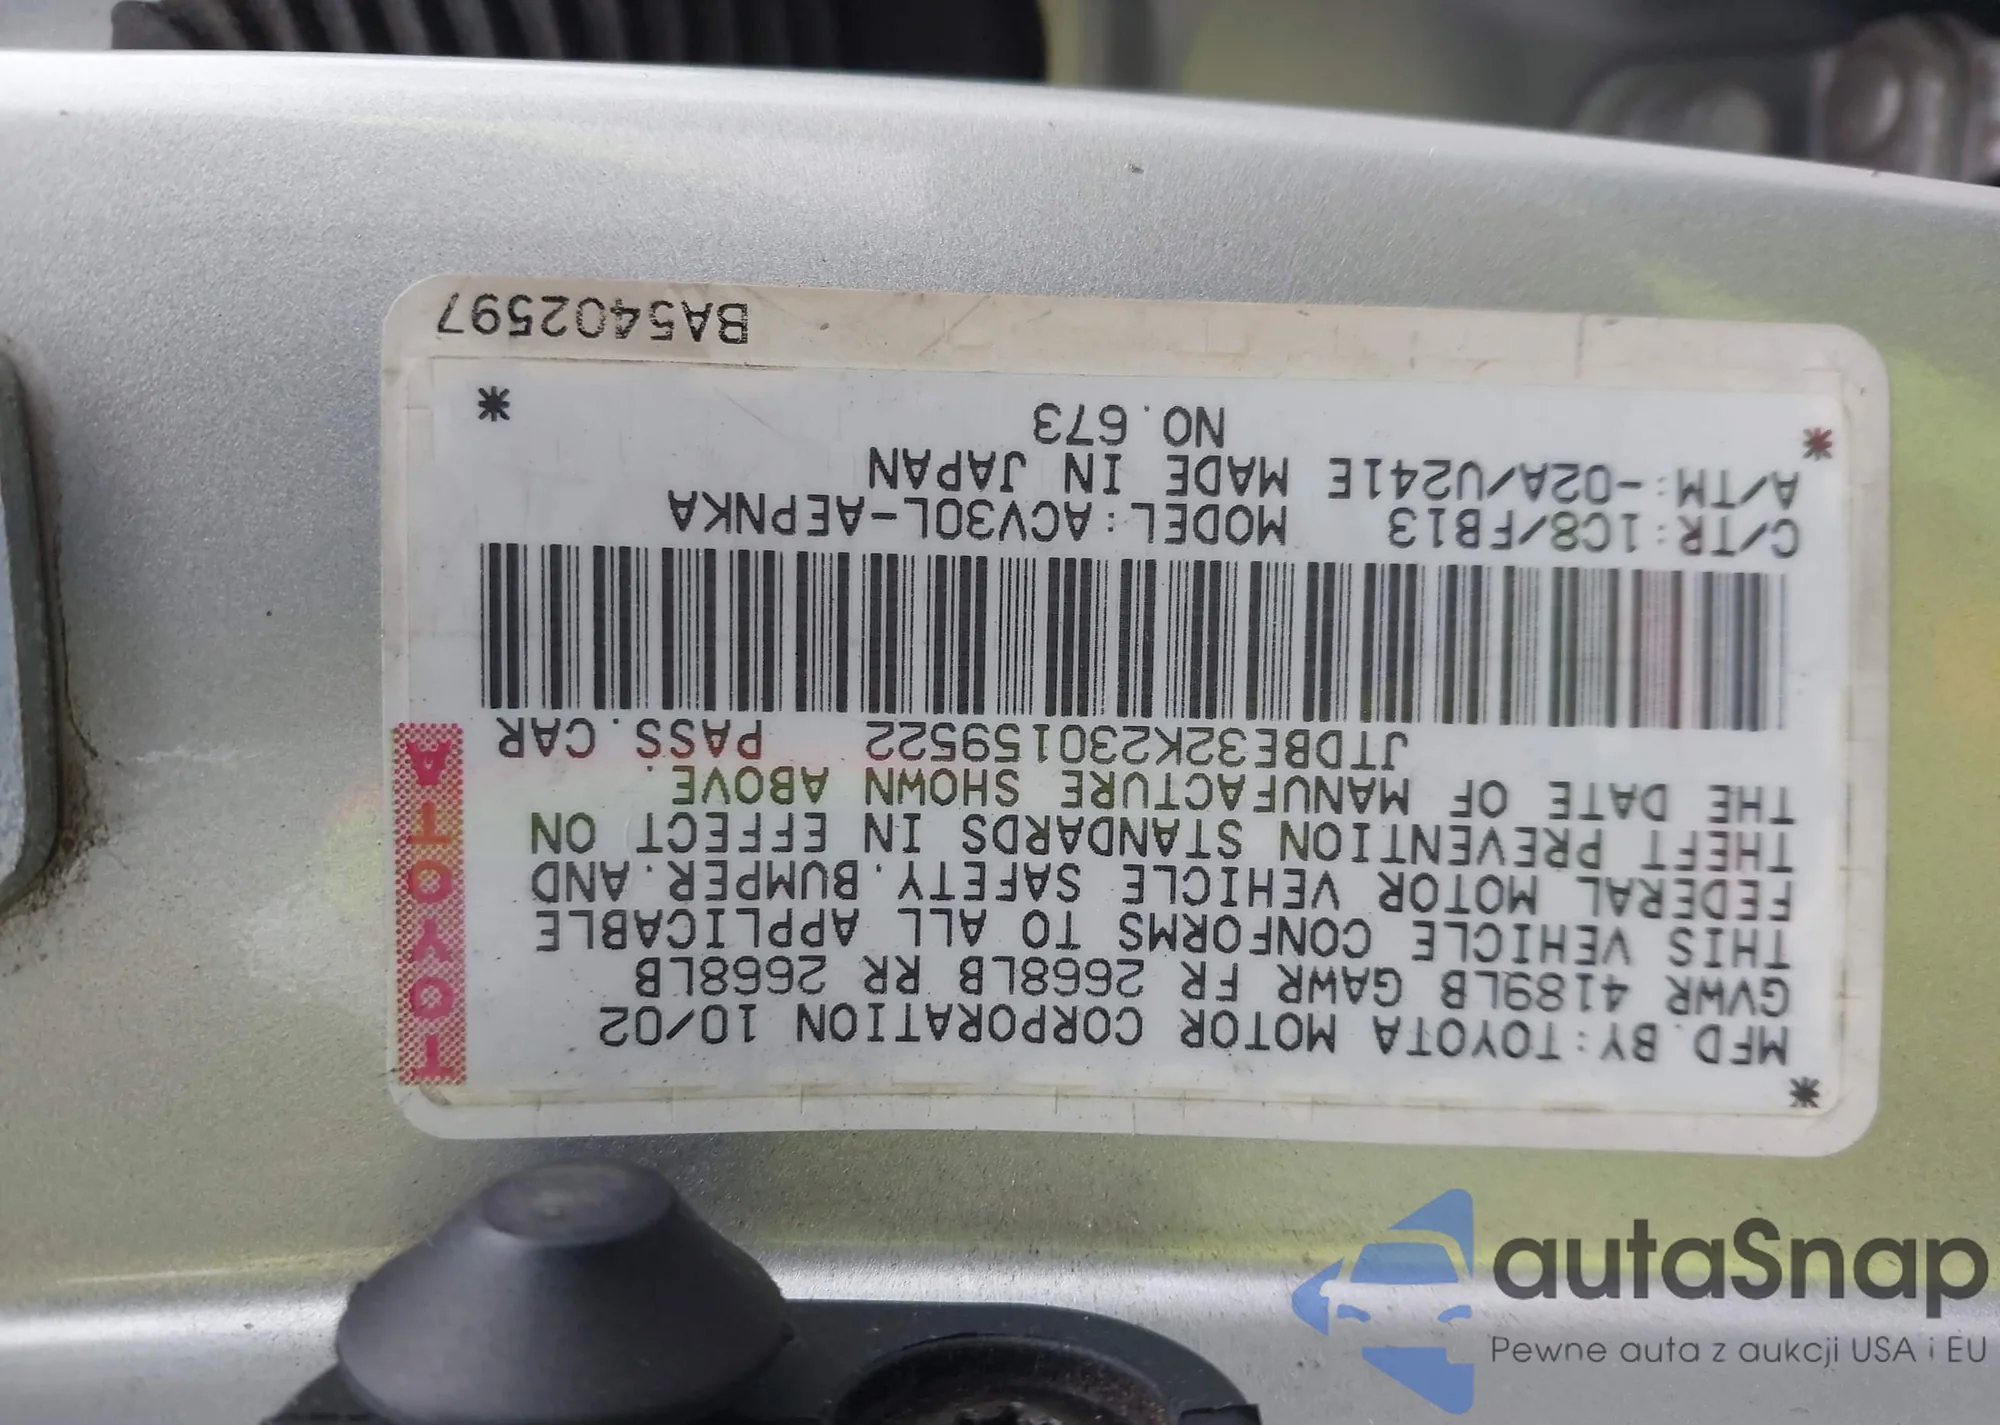 MFD.BY:TOYOTA MOTOR CORPORATION 10/02
GVWR 4189LB GAWR FR 2668LB RR 2668LB
THIS VEHICLE CONFORMS TO ALL APPLICABLE
FEDERAL MOTOR VEHICLE SAFETY.BUMPER.AND
THEFT PREVENTION STANDARDS IN EFFECT ON
THE DATE OF MANUFACTURE SHOWN ABOVE.
JTDBE32K230159522 PASS.CAR
C/TR:1C8/FB13 MODEL:ACV30L-AEPNKA
A/TM:-02A/U241E MADE IN JAPAN
NO.673
TOYOTA
BA5402597
autoSnap
Pewne auta z aukcji USA i EU